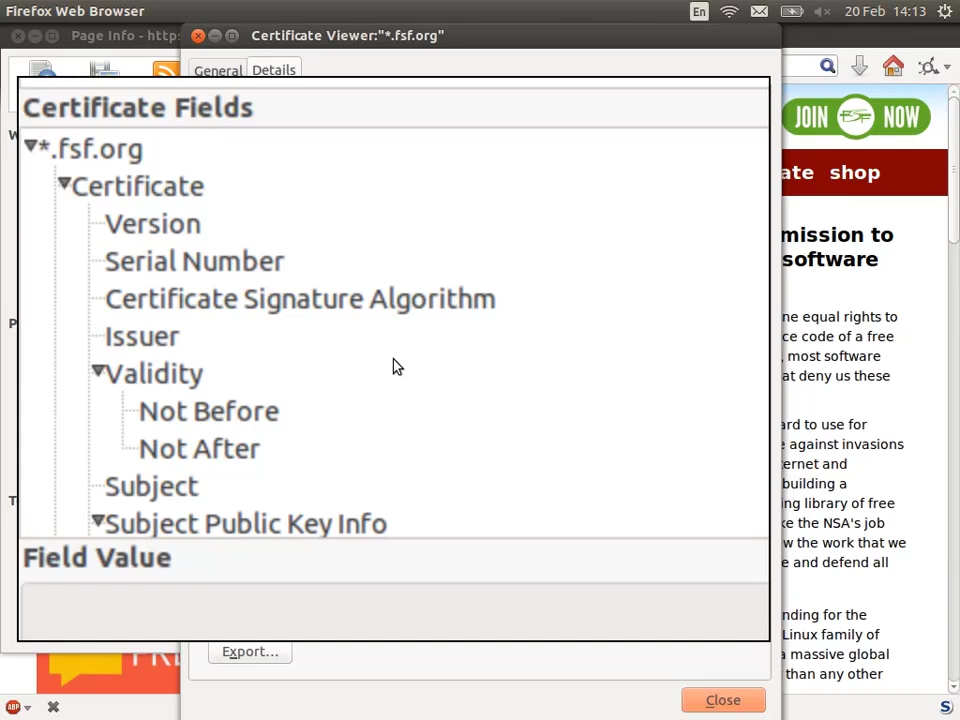 Firefox Web Browser
En
20 Feb 14:13
Page Info - https
Certificate Viewer:"*.fsf.org"
General
Details
JOIN
NOW
shop
Certificate Fields
*.fsf.org
Certificate
Version
Serial Number
Certificate Signature Algorithm
Issuer
Validity
Not Before
Not After
Subject
Subject Public Key Info
Field Value
Export...
Close
mission to
software
ne equal rights to
ce code of a free
, most software
at deny us these
ard to use for
e against invasions
ternet and
building a
ing library of free
ke the NSA's job
w the work that we
e and defend all
nding for the
Linux family of
a massive global
than any other
ABP
S